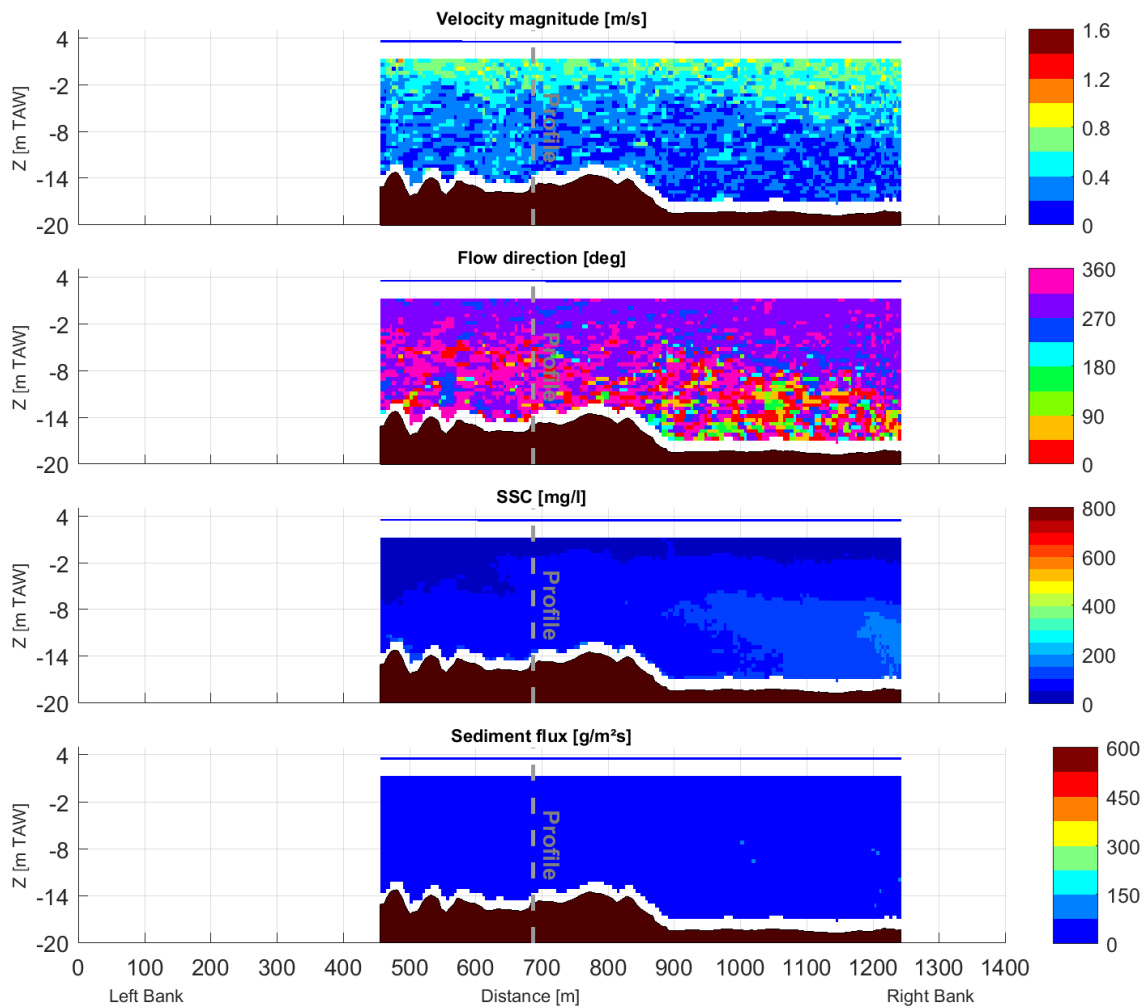 Velocity magnitude [m/s]
4
-2
-8
-14
-20
Z [m TAW]
Profile
1.6
1.2
0.8
0.4
0
Flow direction [deg]
4
-2
-8
-14
-20
Z [m TAW]
Profile
360
270
180
90
0
SSC [mg/l]
4
-2
-8
-14
-20
Z [m TAW]
Profile
800
600
400
200
0
Sediment flux [g/m²s]
4
-2
-8
-14
-20
Z [m TAW]
Profile
600
450
300
150
0
0 100 200 300 400 500 600 700 800 900 1000 1100 1200 1300 1400
Left Bank Distance [m] Right Bank